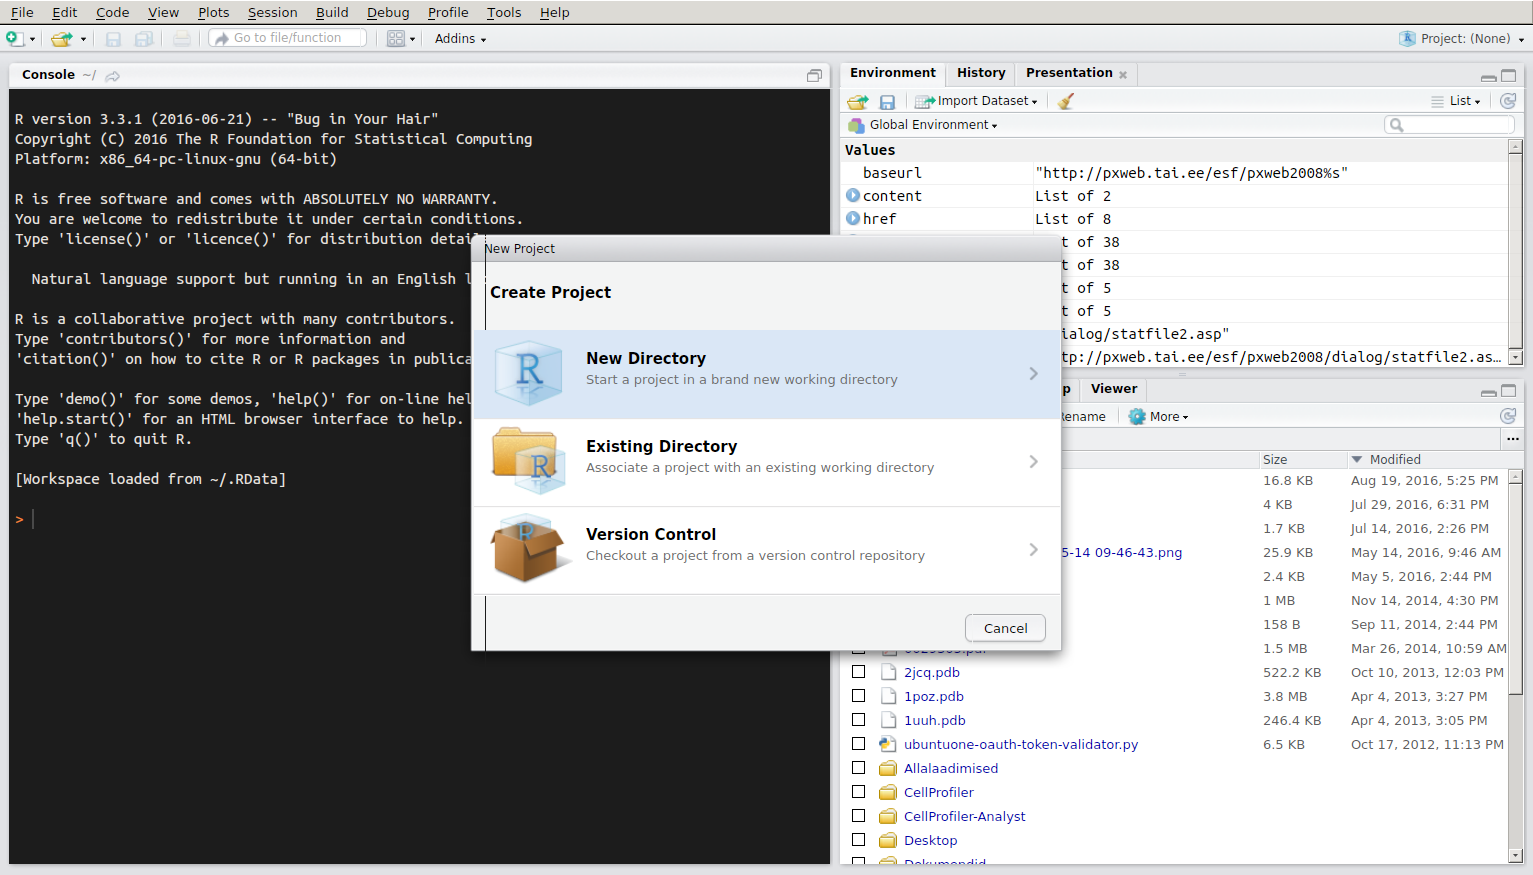 File Edit Code View Plots Session Build Debug Profile Tools Help
Go to file/function Addins Project: (None)
Console ~/
R version 3.3.1 (2016-06-21) -- "Bug in Your Hair"
Copyright (C) 2016 The R Foundation for Statistical Computing
Platform: x86_64-pc-linux-gnu (64-bit)
R is free software and comes with ABSOLUTELY NO WARRANTY.
You are welcome to redistribute it under certain conditions.
Type 'license()' or 'licence()' for distribution
Natural language support but running in an English
R is a collaborative project with many contributors.
Type 'contributors()' for more information and
'citation()' on how to cite R or R packages in
Type 'demo()' for some demos, 'help()' for on-line
'help.start()' for an HTML browser interface to help.
Type 'q()' to quit R.
[Workspace loaded from ~/.RData]
>
New Project
Create Project
New Directory
Start a project in a brand new working directory
Existing Directory
Associate a project with an existing working directory
Version Control
Checkout a project from a version control repository
Cancel
Environment History Presentation
Import Dataset List
Global Environment
Values
baseurl "http://pxweb.tai.ee/esf/pxweb2008%s"
content List of 2
href List of 8
of 38
of 38
of 5
of 5
ialog/statfile2.asp"
tp://pxweb.tai.ee/esf/pxweb2008/dialog/statfile2.as…
p Viewer
ename More
Size Modified
16.8 KB Aug 19, 2016, 5:25 PM
4 KB Jul 29, 2016, 6:31 PM
1.7 KB Jul 14, 2016, 2:26 PM
5-14 09-46-43.png 25.9 KB May 14, 2016, 9:46 AM
2.4 KB May 5, 2016, 2:44 PM
1 MB Nov 14, 2014, 4:30 PM
158 B Sep 11, 2014, 2:44 PM
1.5 MB Mar 26, 2014, 10:59 AM
2jcq.pdb 522.2 KB Oct 10, 2013, 12:03 PM
1poz.pdb 3.8 MB Apr 4, 2013, 3:27 PM
1uuh.pdb 246.4 KB Apr 4, 2013, 3:05 PM
ubuntuone-oauth-token-validator.py 6.5 KB Oct 17, 2012, 11:13 PM
Allalaadimised
CellProfiler
CellProfiler-Analyst
Desktop
Dokumendid